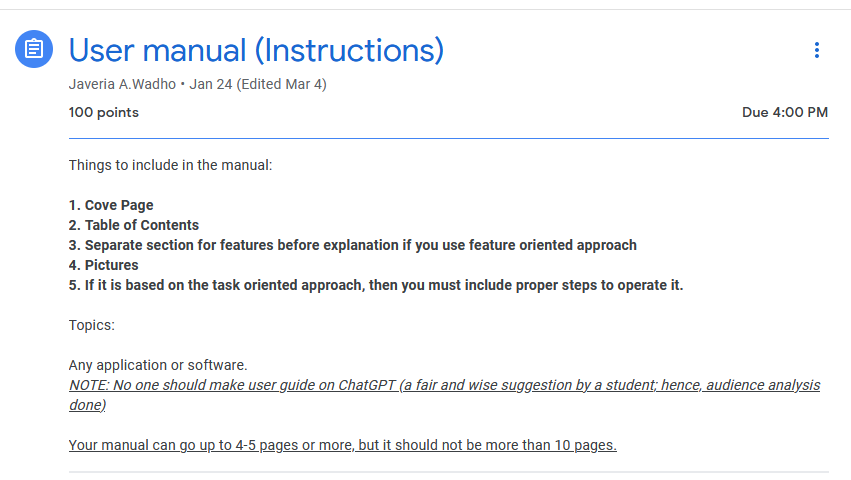 User manual (Instructions)
Javeria A.Wadho • Jan 24 (Edited Mar 4)
100 points
Due 4:00 PM
Things to include in the manual:
1. Cove Page
2. Table of Contents
3. Separate section for features before explanation if you use feature oriented approach
4. Pictures
5. If it is based on the task oriented approach, then you must include proper steps to operate it.
Topics:
Any application or software.
NOTE: No one should make user guide on ChatGPT (a fair and wise suggestion by a student; hence, audience analysis
done)
Your manual can go up to 4-5 pages or more, but it should not be more than 10 pages.